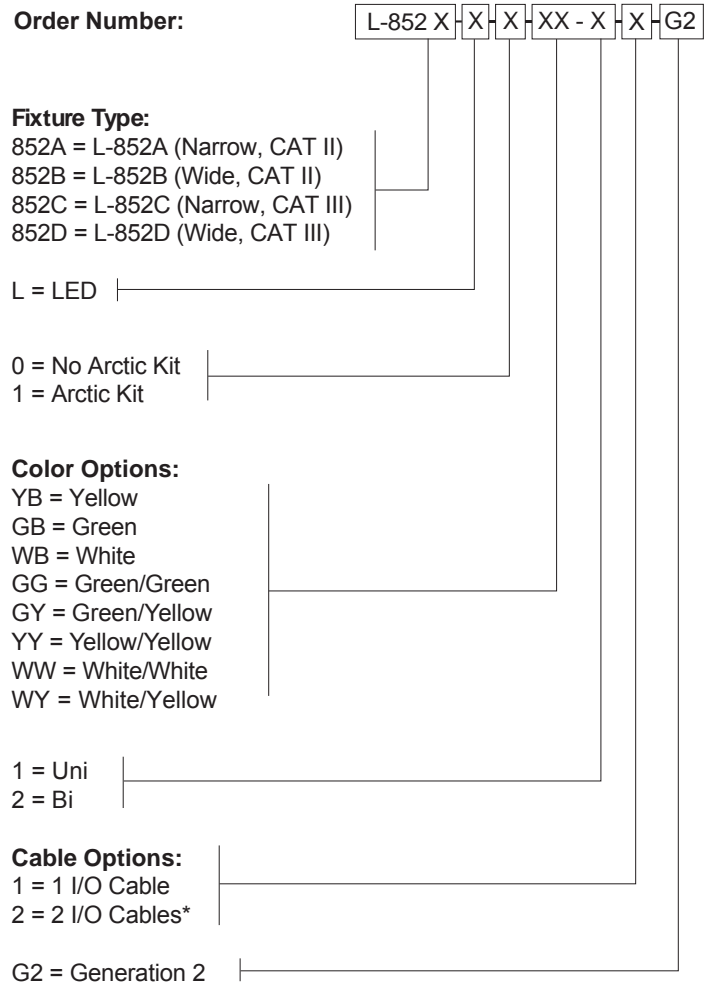 Order Number: L-852 X - X - X - XX - X - X - G2
Fixture Type:
852A = L-852A (Narrow, CAT II)
852B = L-852B (Wide, CAT II)
852C = L-852C (Narrow, CAT III)
852D = L-852D (Wide, CAT III)
L = LED
0 = No Arctic Kit
1 = Arctic Kit
Color Options:
YB = Yellow
GB = Green
WB = White
GG = Green/Green
GY = Green/Yellow
YY = Yellow/Yellow
WW = White/White
WY = White/Yellow
1 = Uni
2 = Bi
Cable Options:
1 = 1 I/O Cable
2 = 2 I/O Cables*
G2 = Generation 2